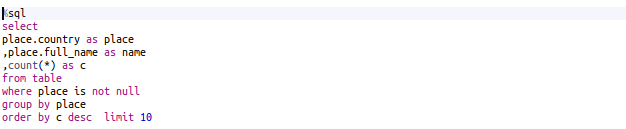 %sql
select
place.country as place
,place.full_name as name
,count(*) as c
from table
where place is not null
group by place
order by c desc  limit 10